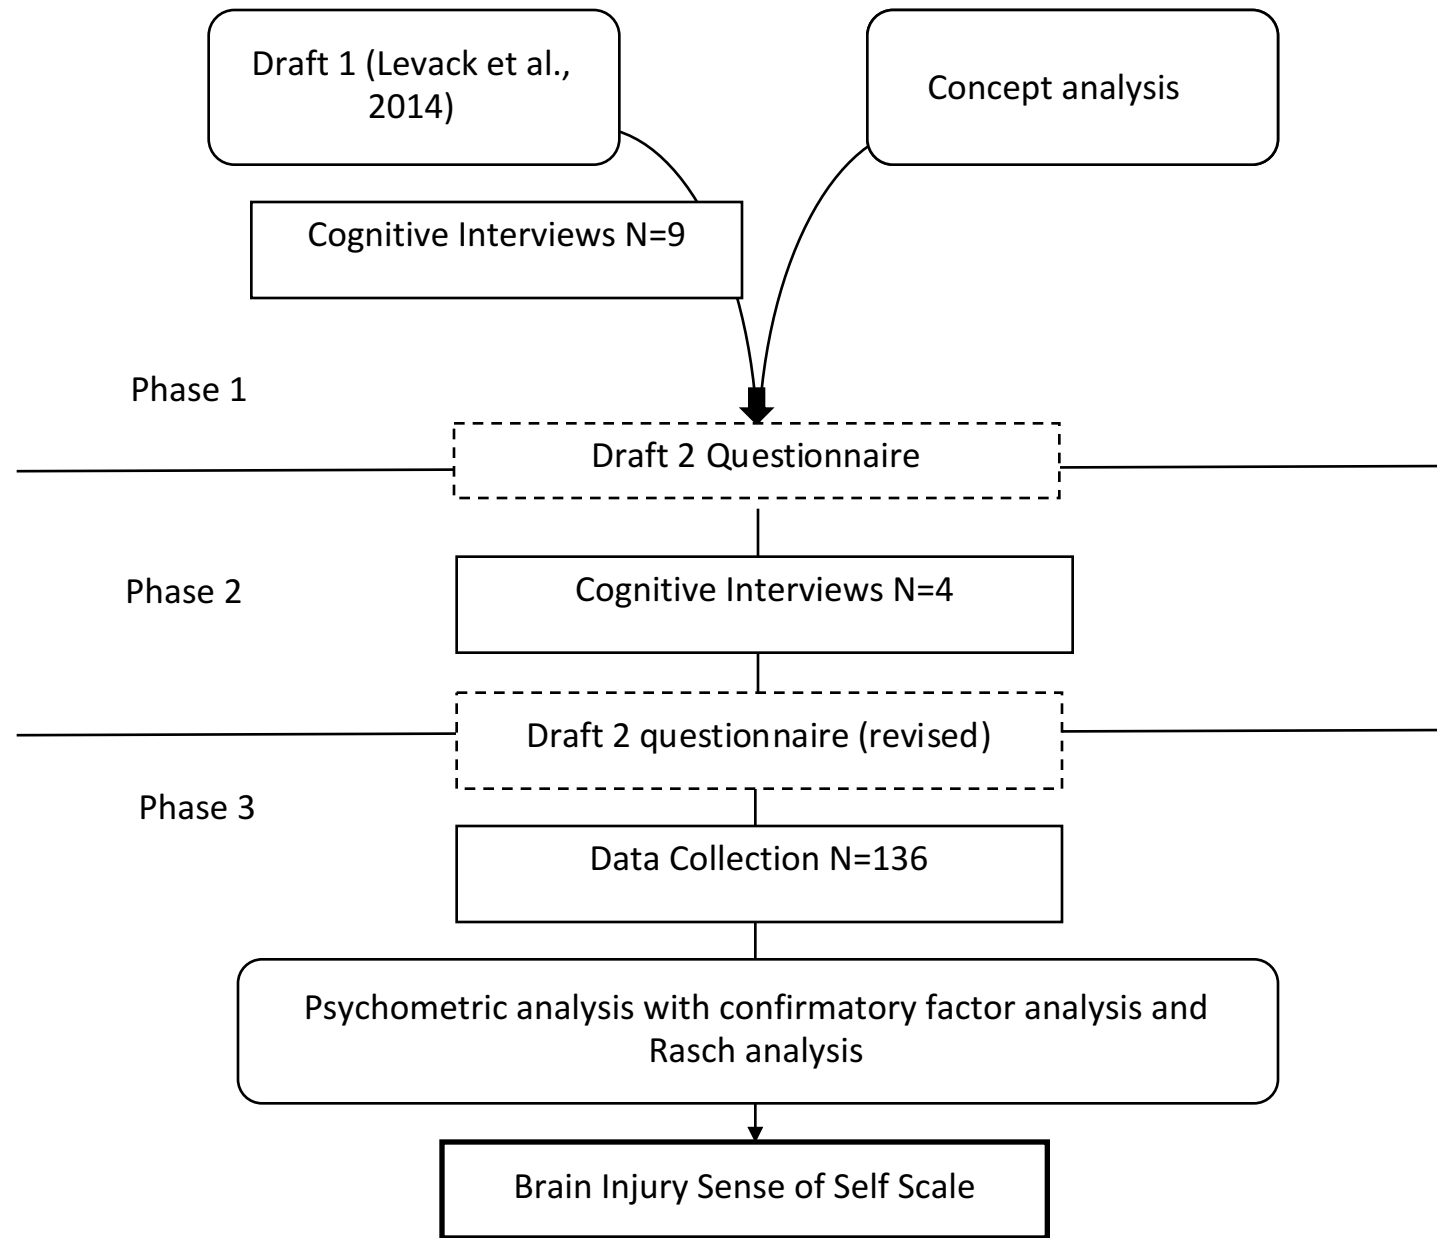 Draft 1 (Levack et al.,
2014)
Concept analysis
Cognitive Interviews N=9
Phase 1
Draft 2 Questionnaire
Phase 2
Cognitive Interviews N=4
Draft 2 questionnaire (revised)
Phase 3
Data Collection N=136
Psychometric analysis with confirmatory factor analysis and
Rasch analysis
Brain Injury Sense of Self Scale